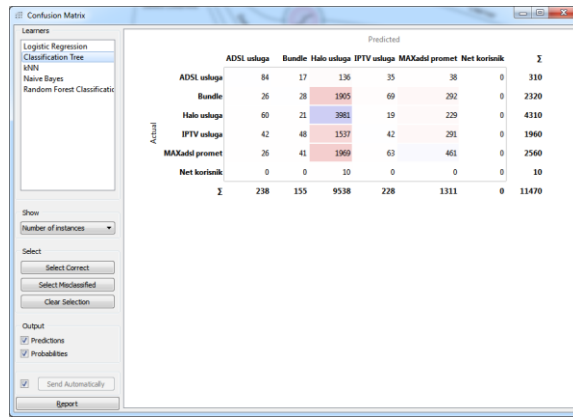 Confusion Matrix
Learners
Logistic Regression
Classification Tree
kNN
Naive Bayes
Random Forest Classificatic
Show
Number of instances
Select
Select Correct
Select Misclassified
Clear Selection
Output
Predictions
Probabilities
Send Automatically
Report
Predicted
ADSL usluga Bundle Halo usluga IPTV usluga MAXadsl promet Net korisnik Σ
Actual
ADSL usluga 84 17 136 35 38 0 310
Bundle 26 28 1905 69 292 0 2320
Halo usluga 60 21 3981 19 229 0 4310
IPTV usluga 42 48 1537 42 291 0 1960
MAXadsl promet 26 41 1969 63 461 0 2560
Net korisnik 0 0 10 0 0 0 10
Σ 238 155 9538 228 1311 0 11470